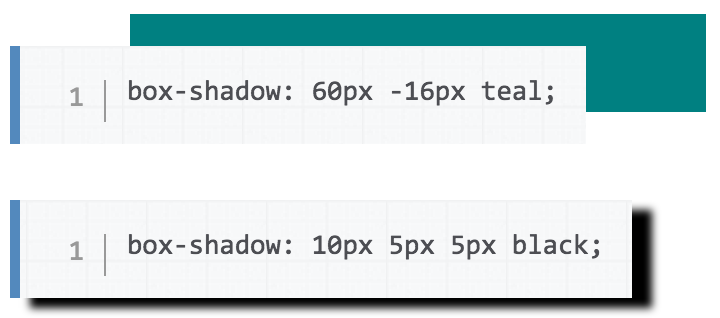 1 box-shadow: 60px -16px teal;
1 box-shadow: 10px 5px 5px black;